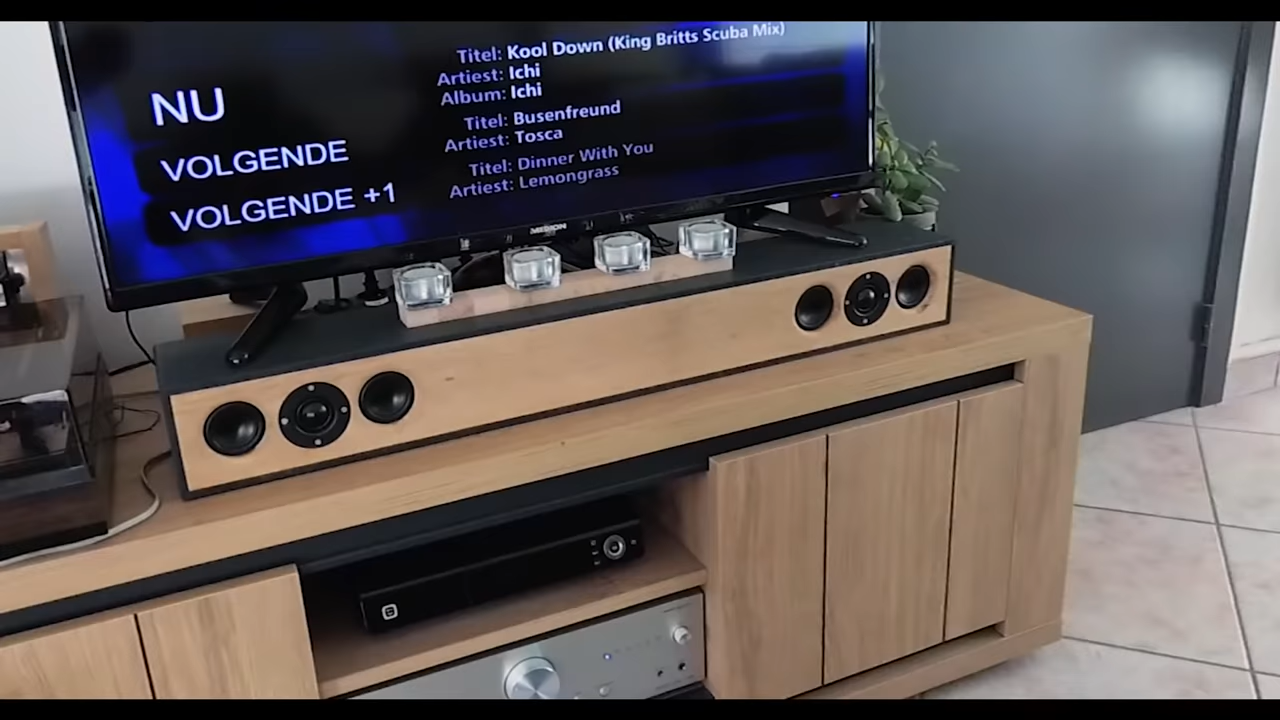 NU
Titel: Kool Down (King Britts Scuba Mix)
Artiest: Ichi
Album: Ichi
VOLGENDE
Titel: Busenfreund
Artiest: Tosca
VOLGENDE +1
Titel: Dinner With You
Artiest: Lemongrass
MEDION